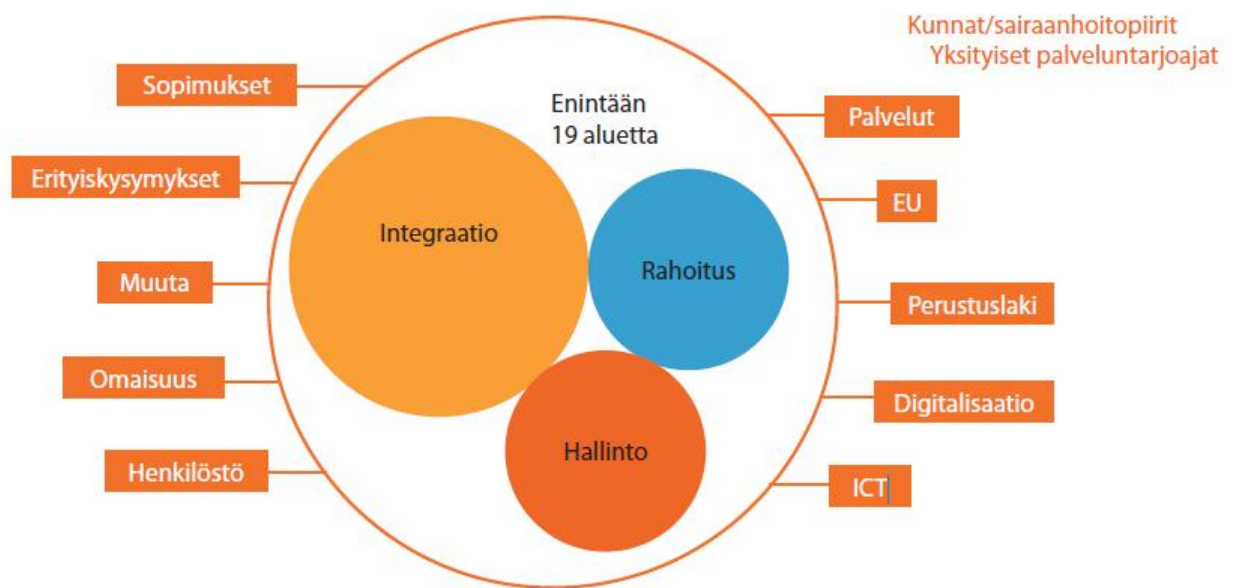 Kunnat/sairaanhoitopiirit
Yksityiset palveluntarjoajat
Sopimukset
Erityiskysymykset
Muuta
Omaisuus
Henkilöstö
Enintään
19 aluetta
Integraatio
Rahoitus
Hallinto
Palvelut
EU
Perustuslaki
Digitalisaatio
ICT